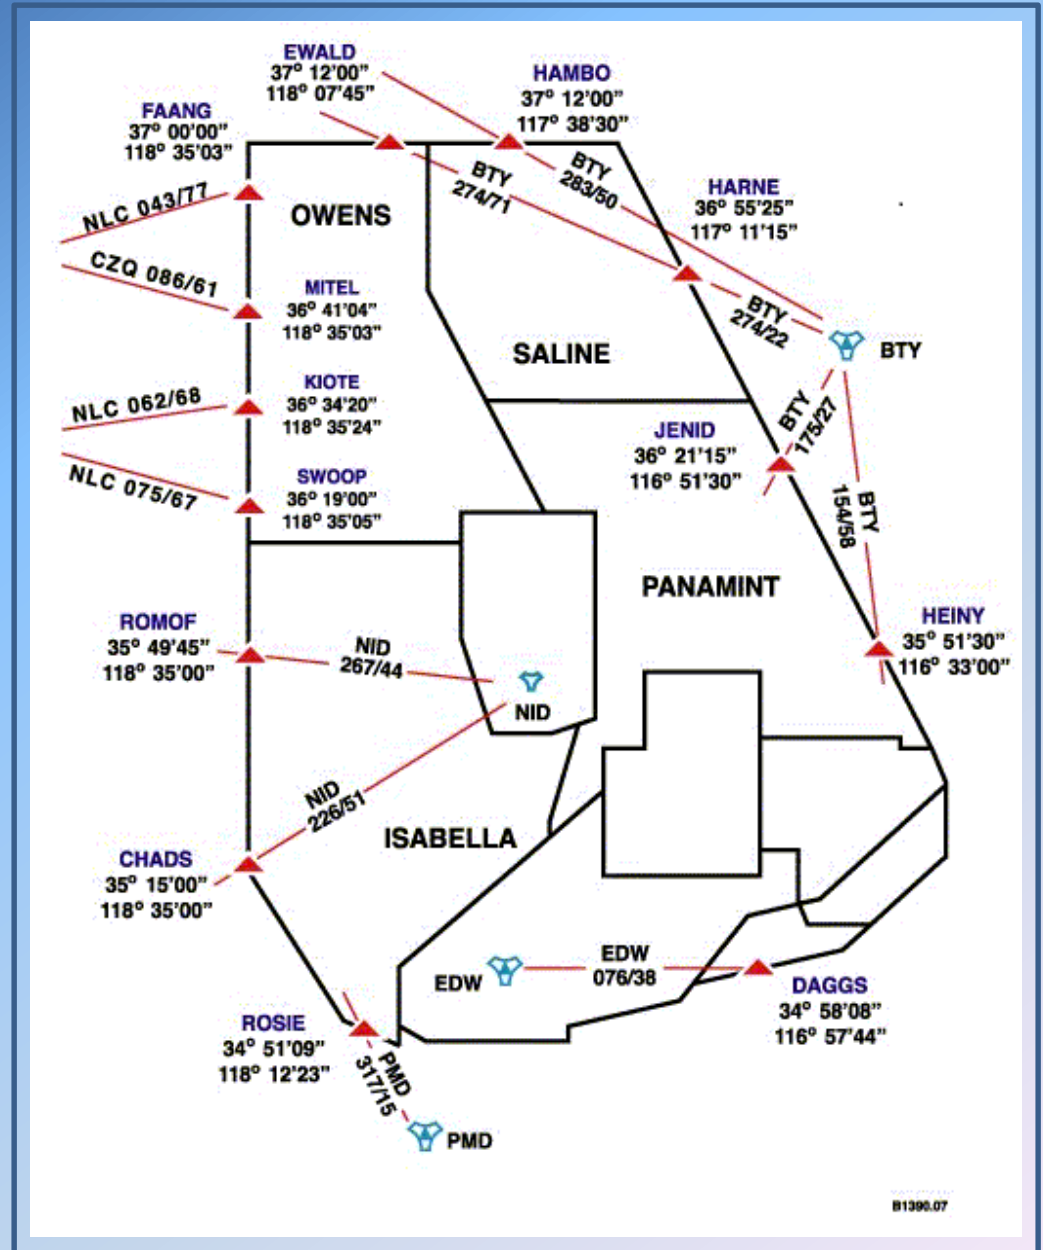 EWALD
37° 12'00"
118° 07'45"
HAMBO
37° 12'00"
117° 38'30"
FAANG
37° 00'00"
118° 35'03"
BTY
274/71
BTY
283/50
HARNE
36° 55'25"
117° 11'15"
NLC 043/77
OWENS
CZQ 086/61
MITEL
36° 41'04"
118° 35'03"
BTY
274/22
BTY
SALINE
KIOTE
36° 34'20"
118° 35'24"
NLC 062/68
BTY
175/27
JENID
36° 21'15"
116° 51'30"
NLC 075/67
SWOOP
36° 19'00"
118° 35'05"
BTY
154/58
PANAMINT
ROMOF
35° 49'45"
118° 35'00"
NID
267/44
HEINY
35° 51'30"
116° 33'00"
NID
NID
226/51
ISABELLA
CHADS
35° 15'00"
118° 35'00"
EDW
EDW
076/38
DAGGS
34° 58'08"
116° 57'44"
ROSIE
34° 51'09"
118° 12'23"
PMD
317/15
PMD
B1390.07